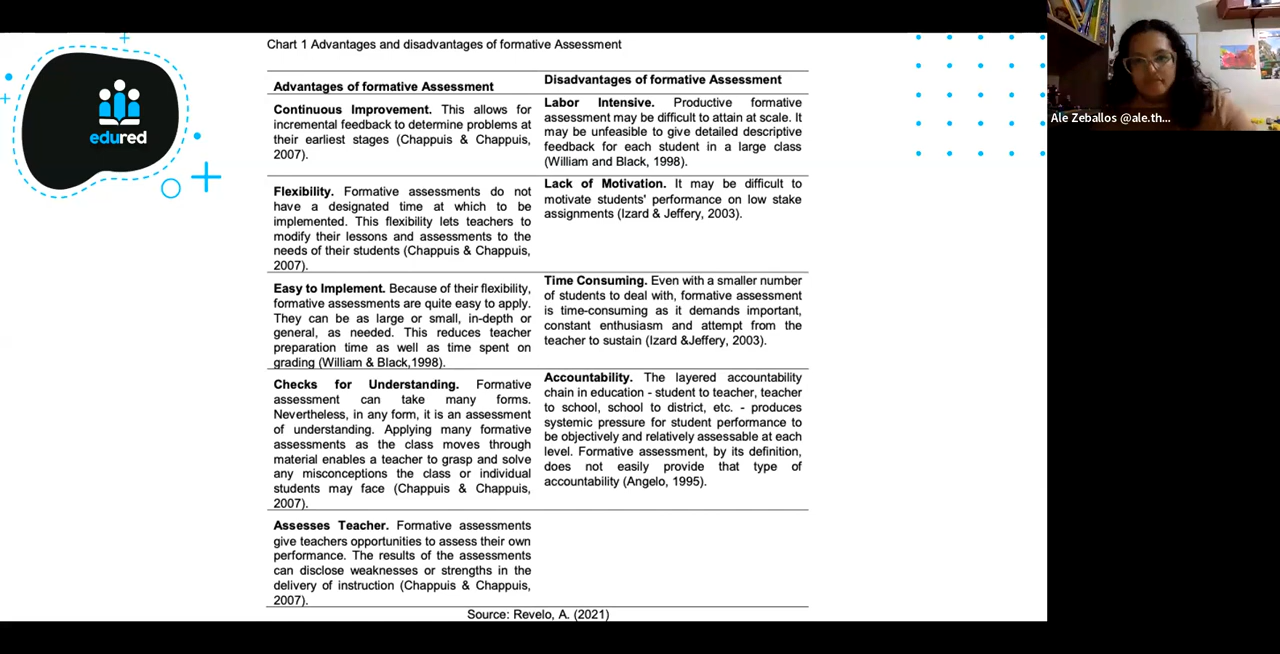 Chart 1 Advantages and disadvantages of formative Assessment
Advantages of formative Assessment
Continuous Improvement. This allows for
incremental feedback to determine problems at
their earliest stages (Chappuis & Chappuis,
2007).
Flexibility. Formative assessments do not
have a designated time at which to be
implemented. This flexibility lets teachers to
modify their lessons and assessments to the
needs of their students (Chappuis & Chappuis,
2007).
Easy to Implement. Because of their flexibility,
formative assessments are quite easy to apply.
They can be as large or small, in-depth or
general, as needed. This reduces teacher
preparation time as well as time spent on
grading (William & Black,1998).
Checks for Understanding. Formative
assessment can take many forms.
Nevertheless, in any form, it is an assessment
of understanding. Applying many formative
assessments as the class moves through
material enables a teacher to grasp and solve
any misconceptions the class or individual
students may face (Chappuis & Chappuis,
2007).
Assesses Teacher. Formative assessments
give teachers opportunities to assess their own
performance. The results of the assessments
can disclose weaknesses or strengths in the
delivery of instruction (Chappuis & Chappuis,
2007).
Disadvantages of formative Assessment
Labor Intensive. Productive formative
assessment may be difficult to attain at scale. It
may be unfeasible to give detailed descriptive
feedback for each student in a large class
(William and Black, 1998).
Lack of Motivation. It may be difficult to
motivate students' performance on low stake
assignments (Izard & Jeffery, 2003).
Time Consuming. Even with a smaller number
of students to deal with, formative assessment
is time-consuming as it demands important,
constant enthusiasm and attempt from the
teacher to sustain (Izard &Jeffery, 2003).
Accountability. The layered accountability
chain in education - student to teacher, teacher
to school, school to district, etc. - produces
systemic pressure for student performance to
be objectively and relatively assessable at each
level. Formative assessment, by its definition,
does not easily provide that type of
accountability (Angelo, 1995).
Source: Revelo, A. (2021)
edured
Ale Zeballos @ale.th...